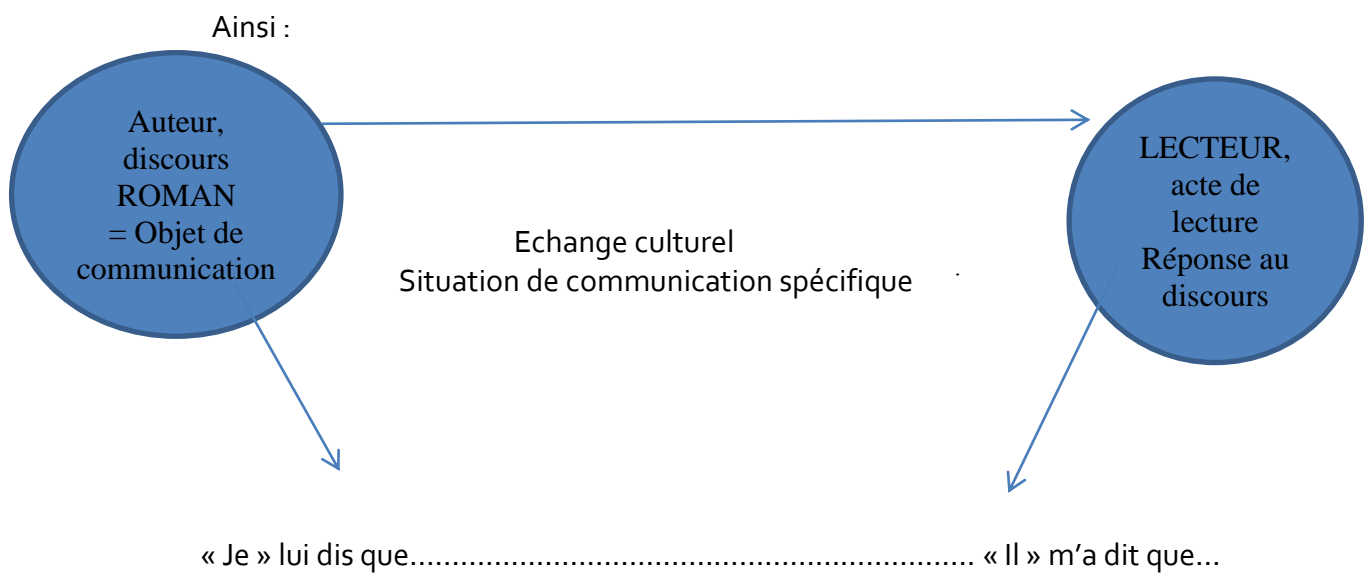 Ainsi :
Auteur,
discours
ROMAN
= Objet de
communication
LECTEUR,
acte de
lecture
Réponse au
discours
Echange culturel
Situation de communication spécifique
« Je » lui dis que.................................................................. « Il » m’a dit que...